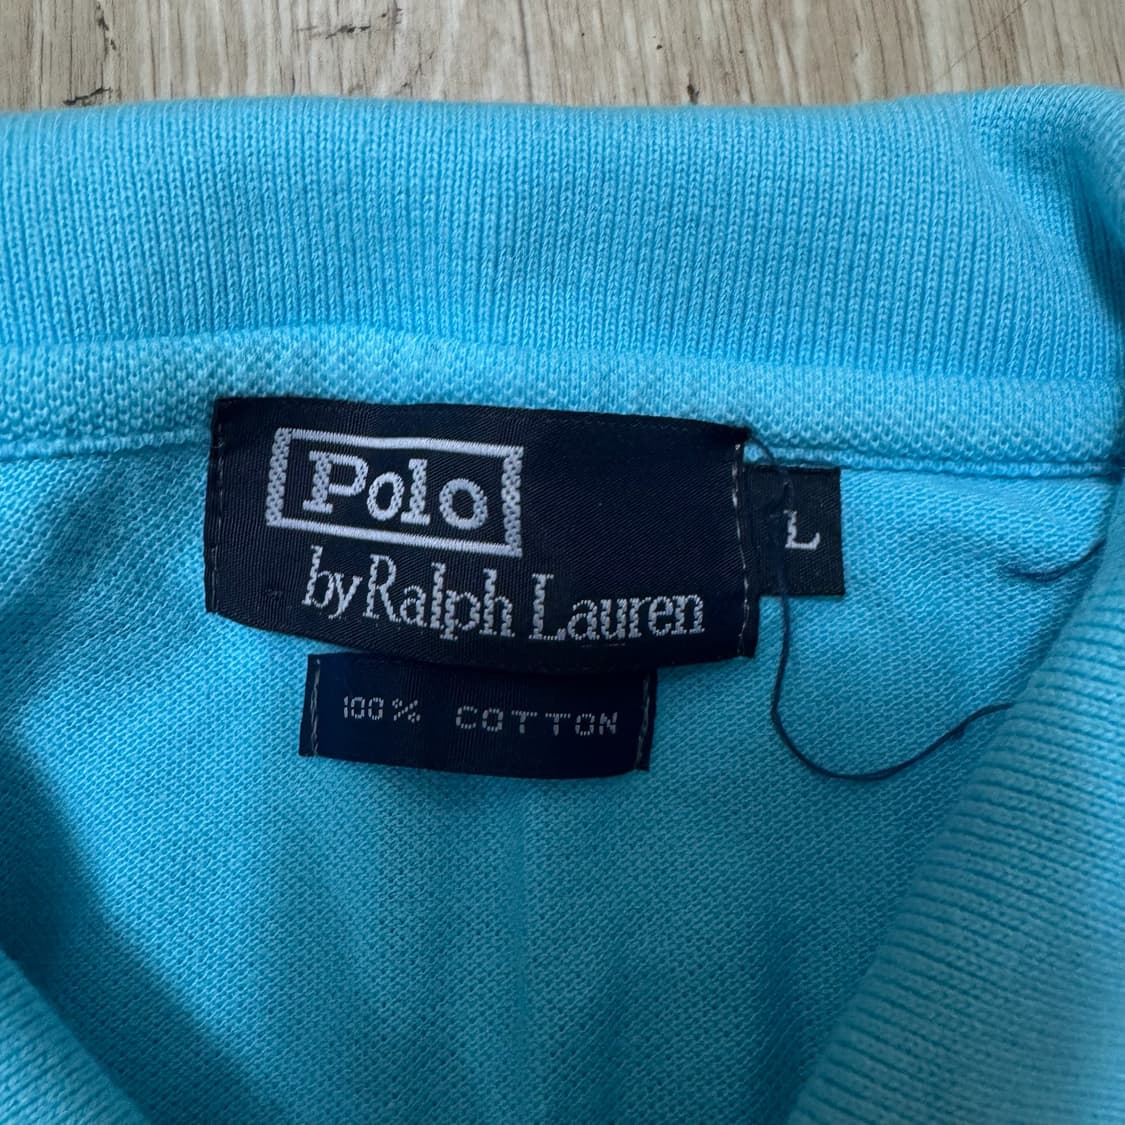 Polo
by Ralph Lauren
L
100% COTTON